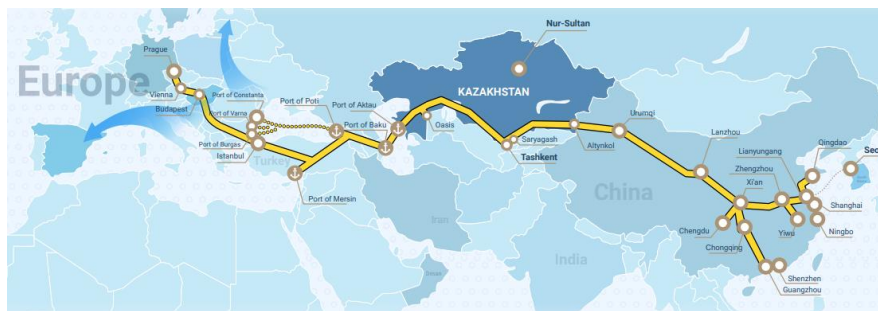 Nur-Sultan
Prague
Europe
KAZAKHSTAN
Vienna
Port of Constanta
Port of Poti
Port of Aktau
Budapest
Port of Varna
Port of Baku
Oasis
Urumqi
Lanzhou
Qingdao
Lianyungang
Saryagash
Altynkol
Port of Burgas
Istanbul
Turkey
Tashkent
Zhengzhou
Xi'an
China
Port of Mersin
Shanghai
Iran
Chengdu
Yiwu
Ningbo
Chongqing
India
Oman
Shenzhen
Guangzhou